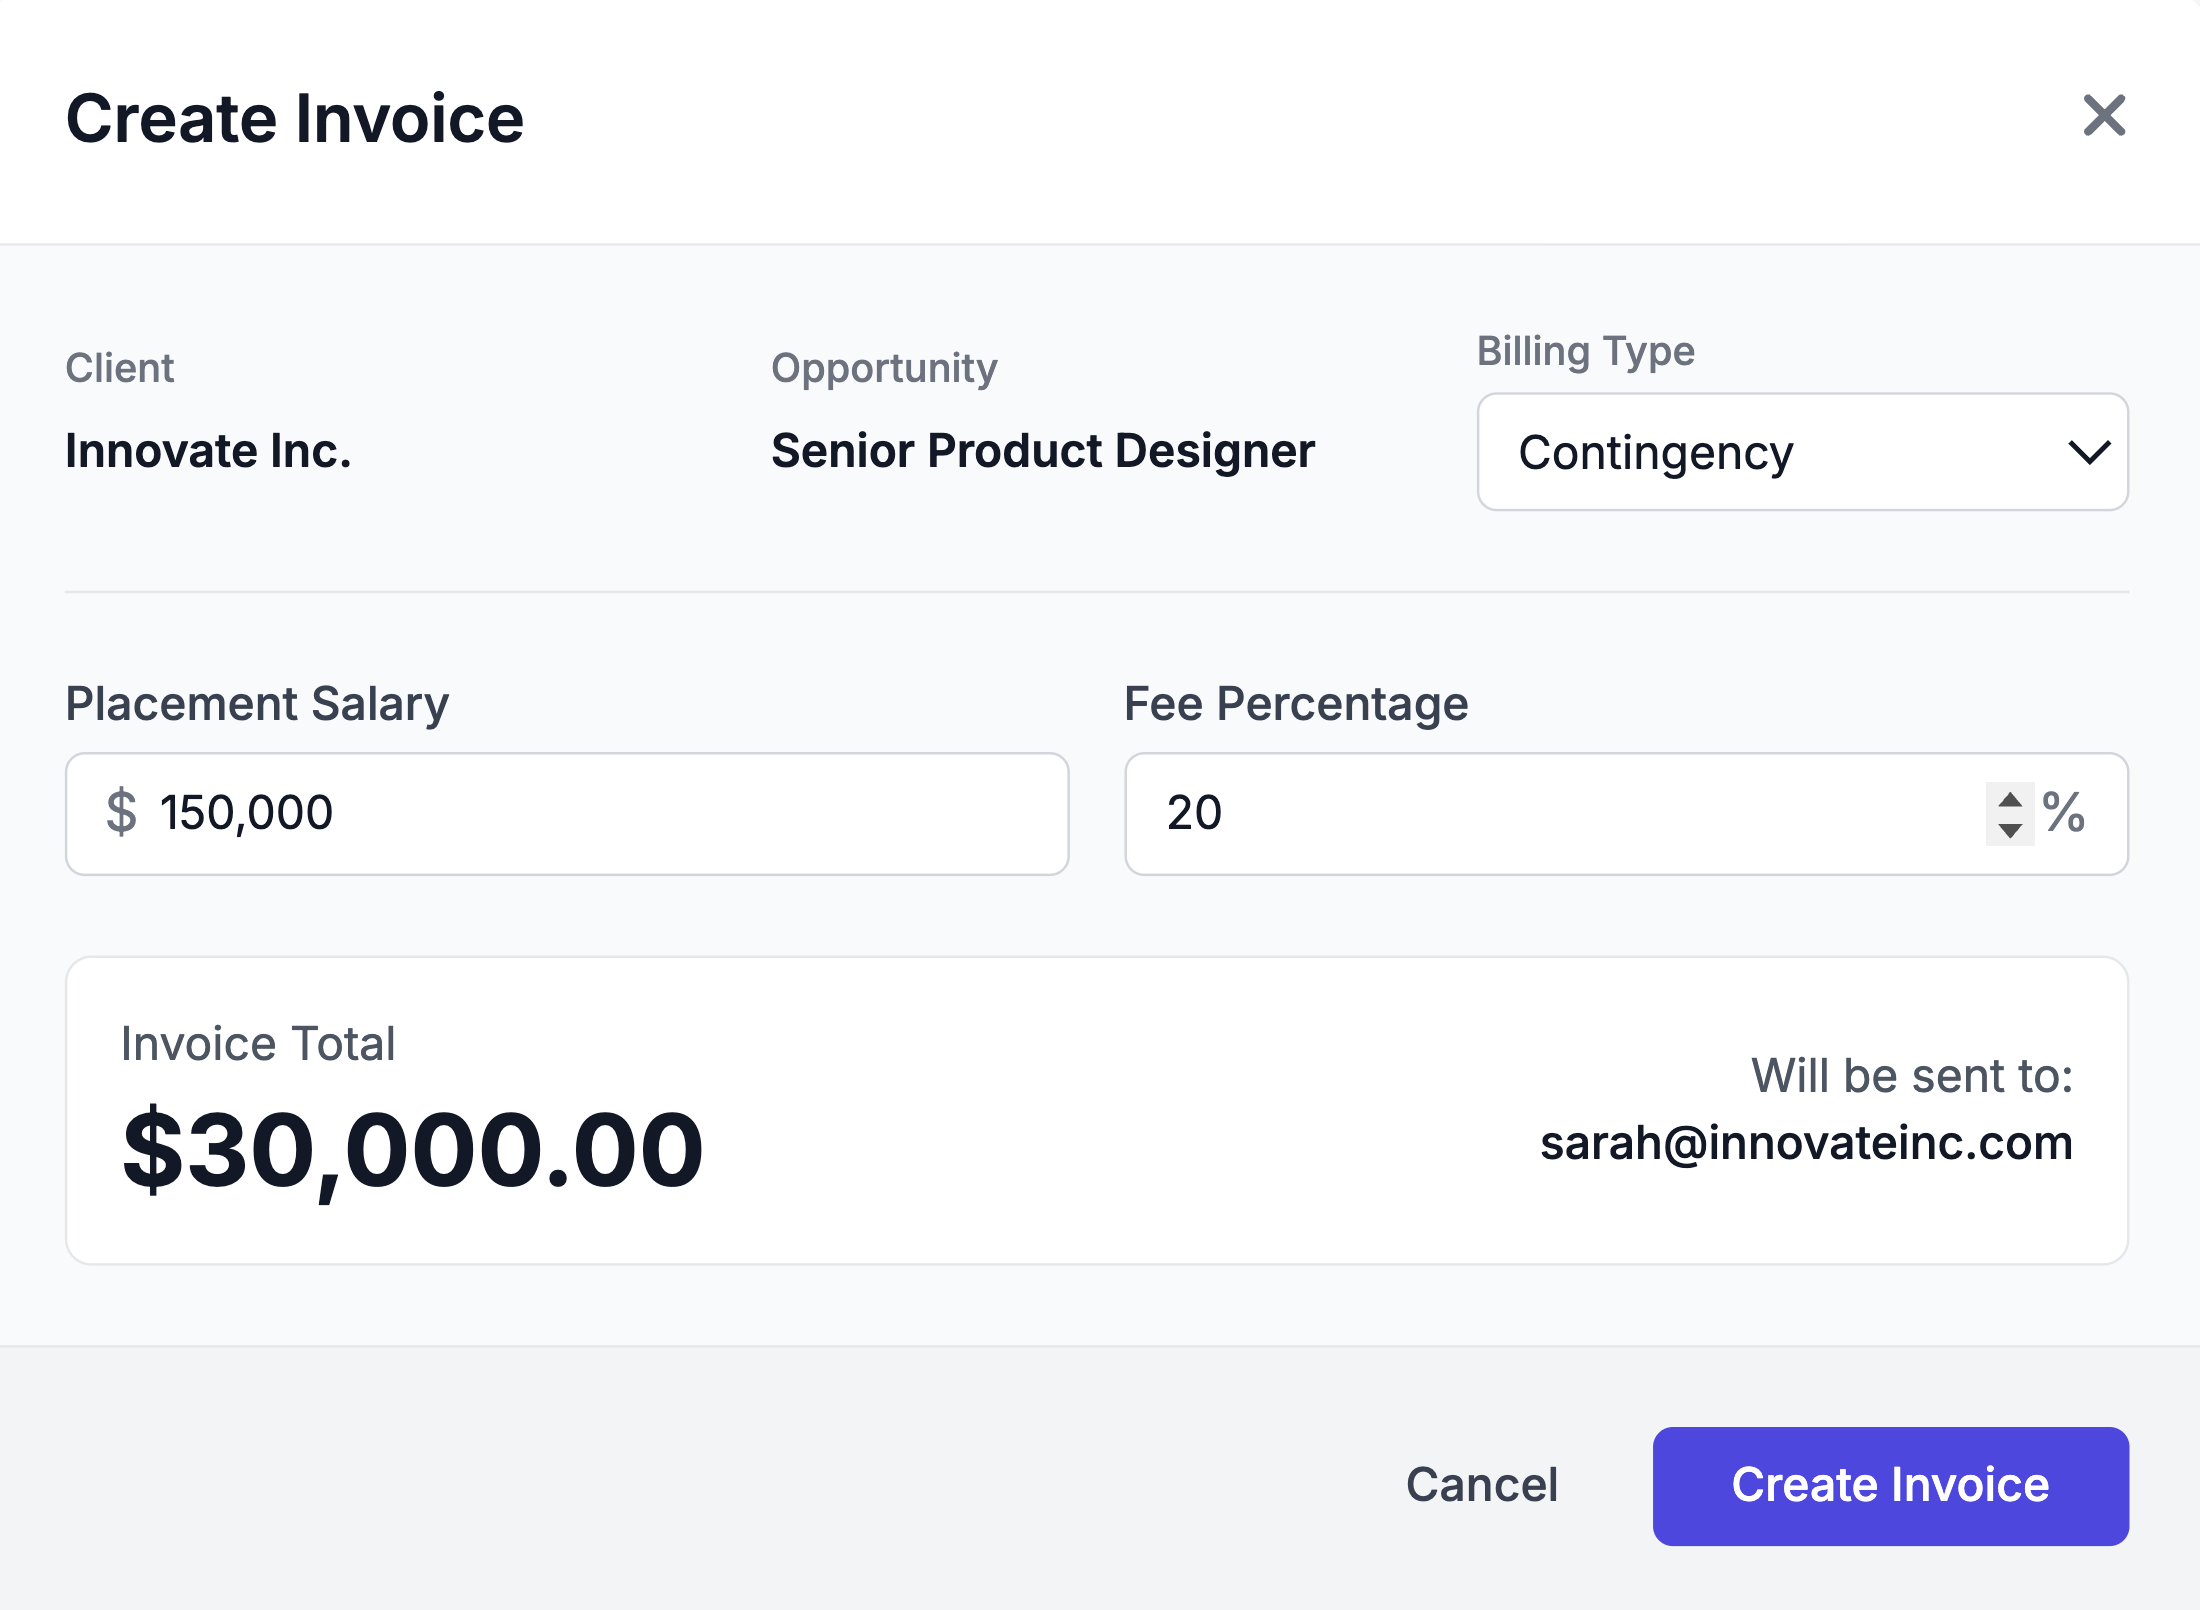 Create Invoice
Client
Innovate Inc.
Opportunity
Senior Product Designer
Billing Type
Contingency
Placement Salary
$ 150,000
Fee Percentage
20 %
Invoice Total
$30,000.00
Will be sent to:
sarah@innovateinc.com
Cancel
Create Invoice